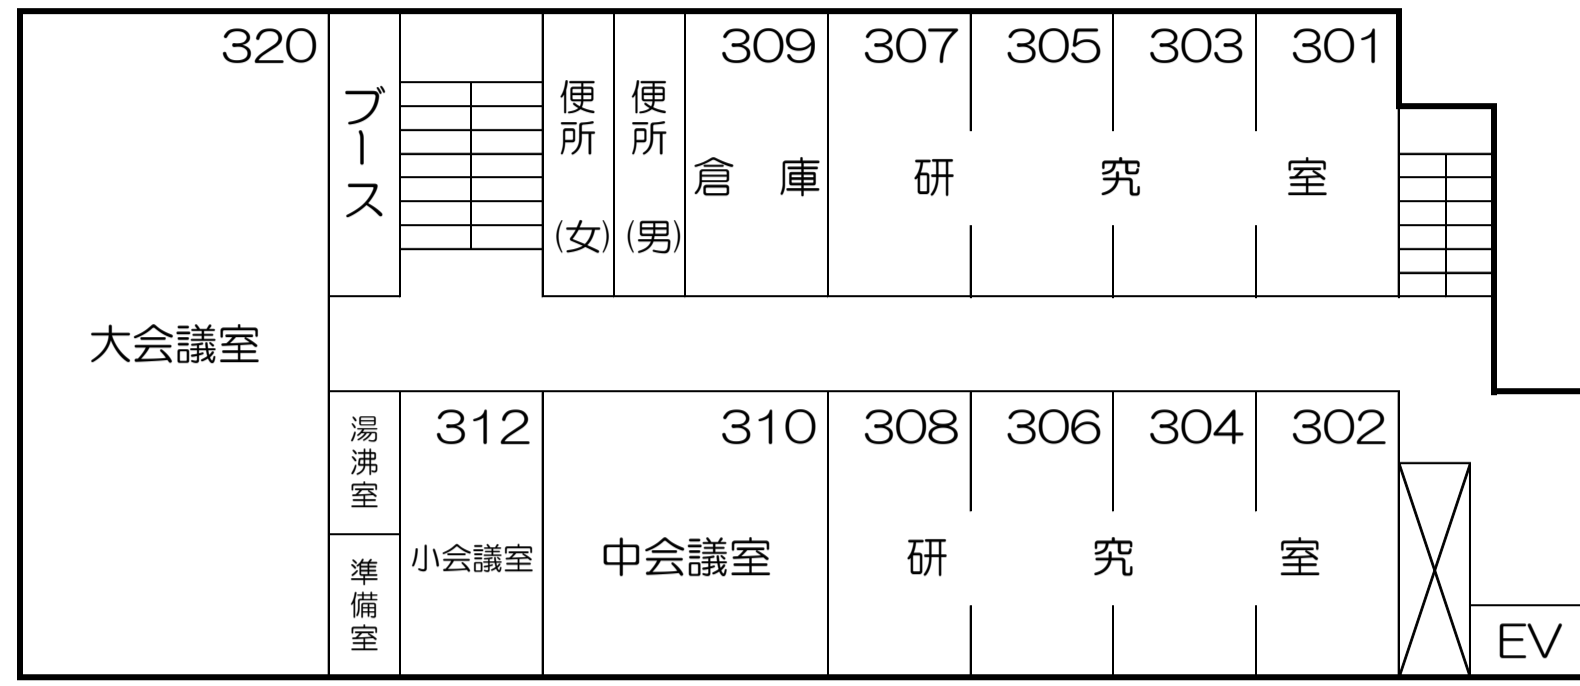 320
大会議室
ブース
便所(女)
便所(男)
309
倉庫
307
305
303
301
研究室
湯沸室
準備室
312
小会議室
310
中会議室
308
306
304
302
研究室
EV